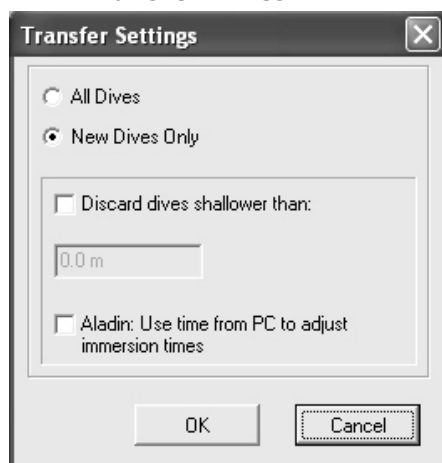 Transfer Settings
All Dives
New Dives Only
Discard dives shallower than:
0.0 m
Aladin: Use time from PC to adjust
immersion times
OK
Cancel